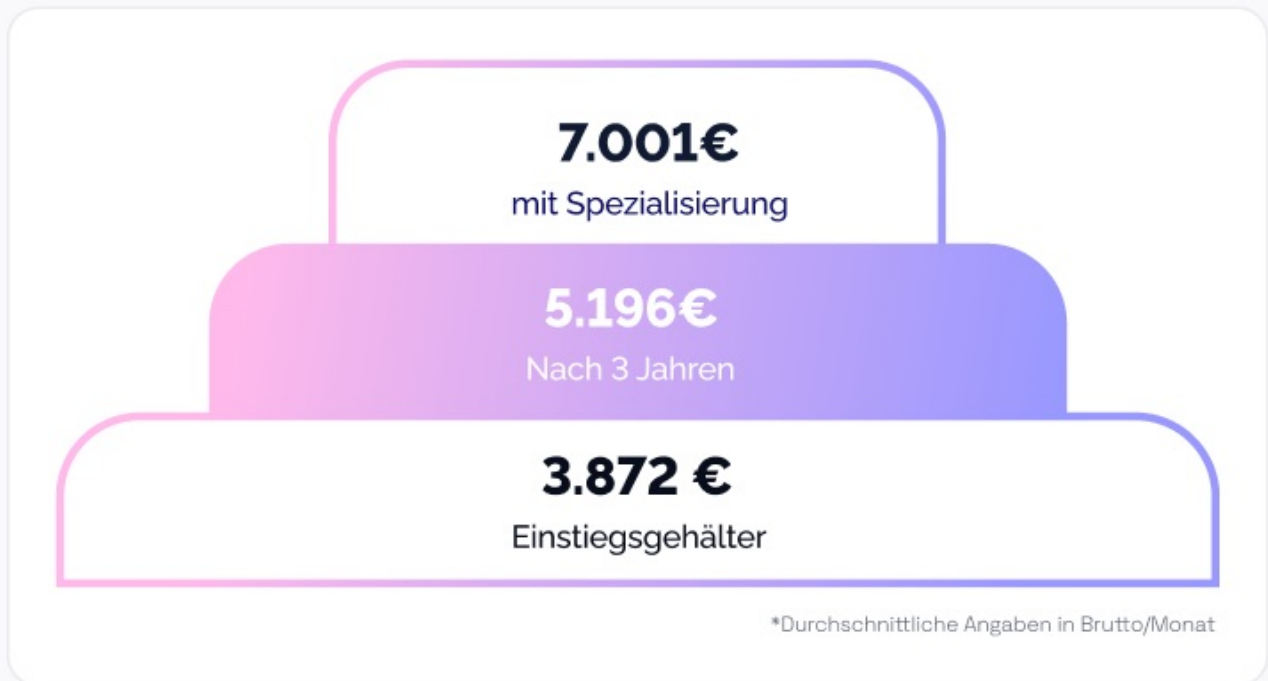 7.001€
mit Spezialisierung
5.196€
Nach 3 Jahren
3.872 €
Einstiegsgehälter
*Durchschnittliche Angaben in Brutto/Monat